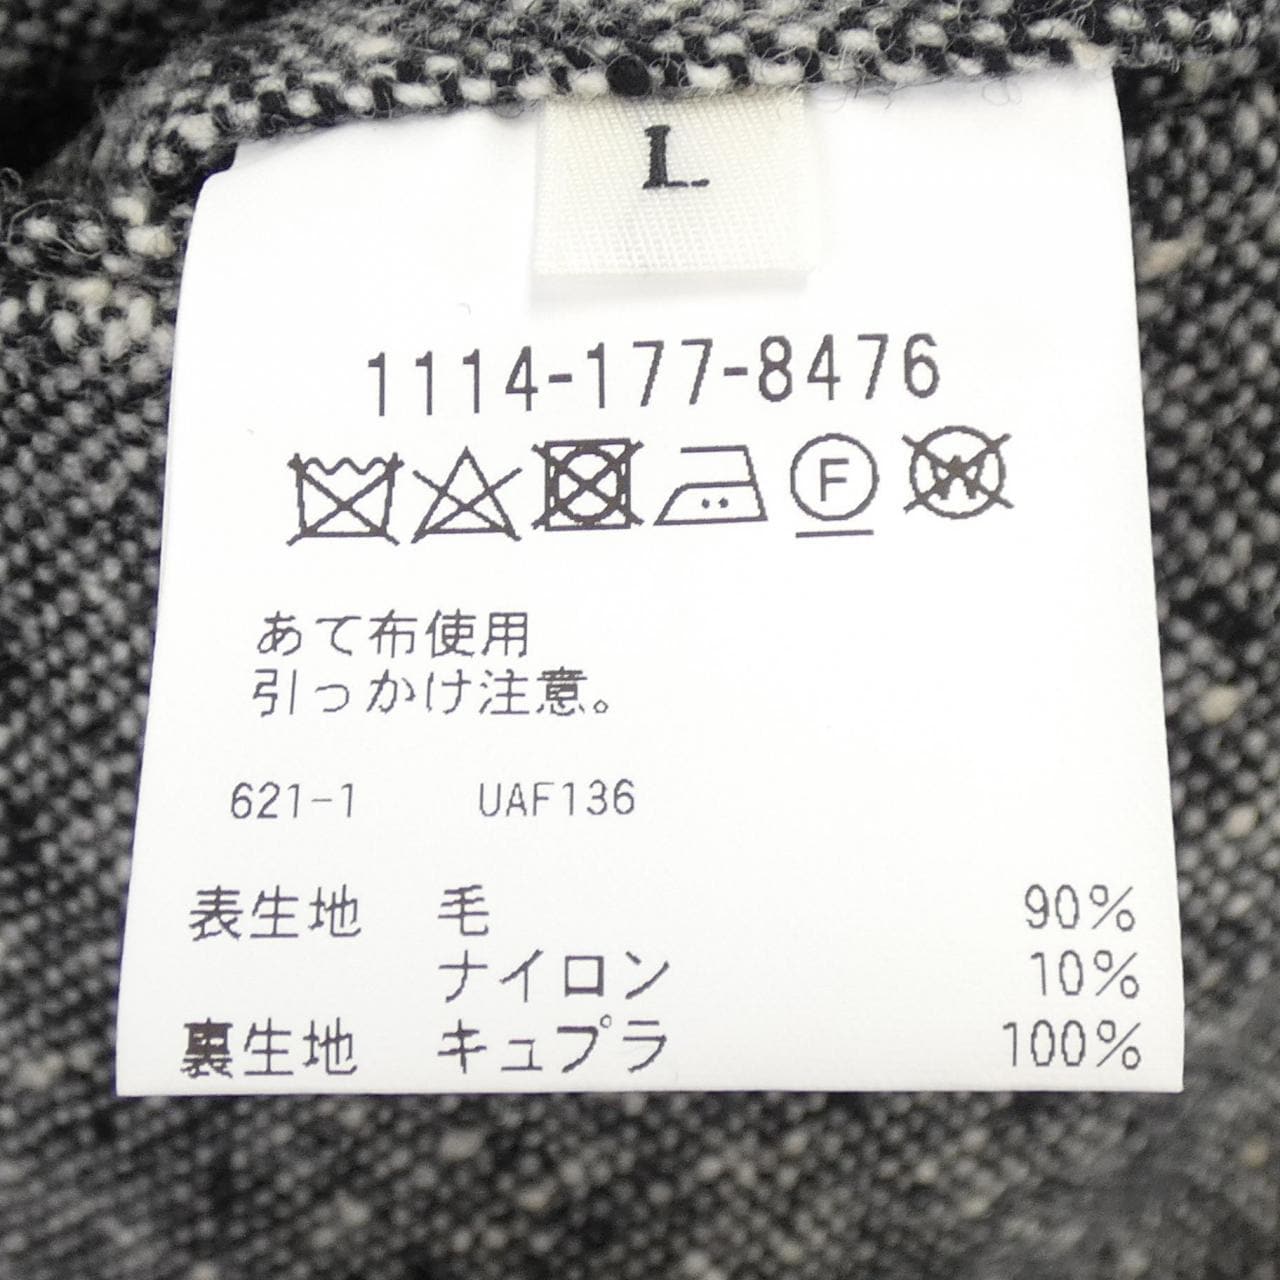 L
1114-177-8476
F
W
あて布使用
引っかけ注意。
621-1 UAF136
表生地 毛 90%
ナイロン 10%
裏生地 キュプラ 100%